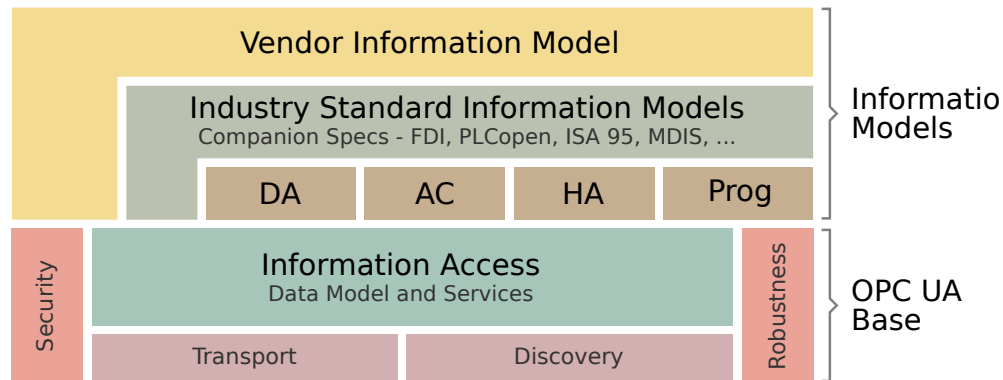 Vendor Information Model
Industry Standard Information Models
Companion Specs - FDI, PLCopen, ISA 95, MDIS, ...
DA
AC
HA
Prog
Informatio
Models
Security
Information Access
Data Model and Services
Robustness
Transport
Discovery
OPC UA
Base